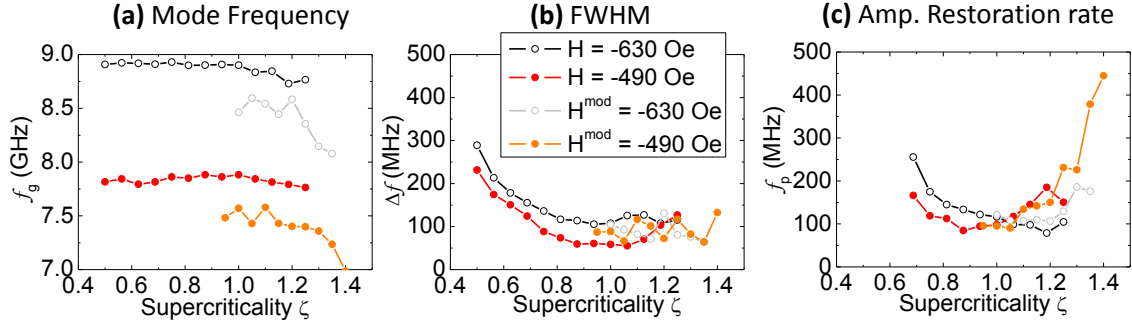 (a) Mode Frequency
(b) FWHM
(c) Amp. Restoration rate
9.0
8.5
8.0
7.5
7.0
f_g (GHz)
0.4 0.6 0.8 1.0 1.2 1.4
Supercriticality ζ
500
400
300
200
100
0
Δf (MHz)
H = -630 Oe
H = -490 Oe
H^mod = -630 Oe
H^mod = -490 Oe
0.4 0.6 0.8 1.0 1.2 1.4
Supercriticality ζ
500
400
300
200
100
0
f_p (MHz)
0.4 0.6 0.8 1.0 1.2 1.4
Supercriticality ζ